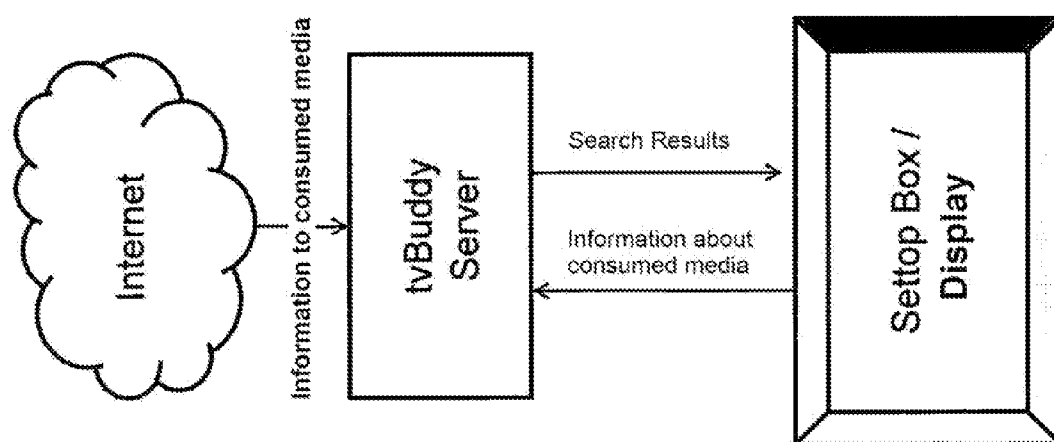 Internet
Information to consumed media
tvBuddy
Server
Search Results
Information about
consumed media
Settop Box /
Display